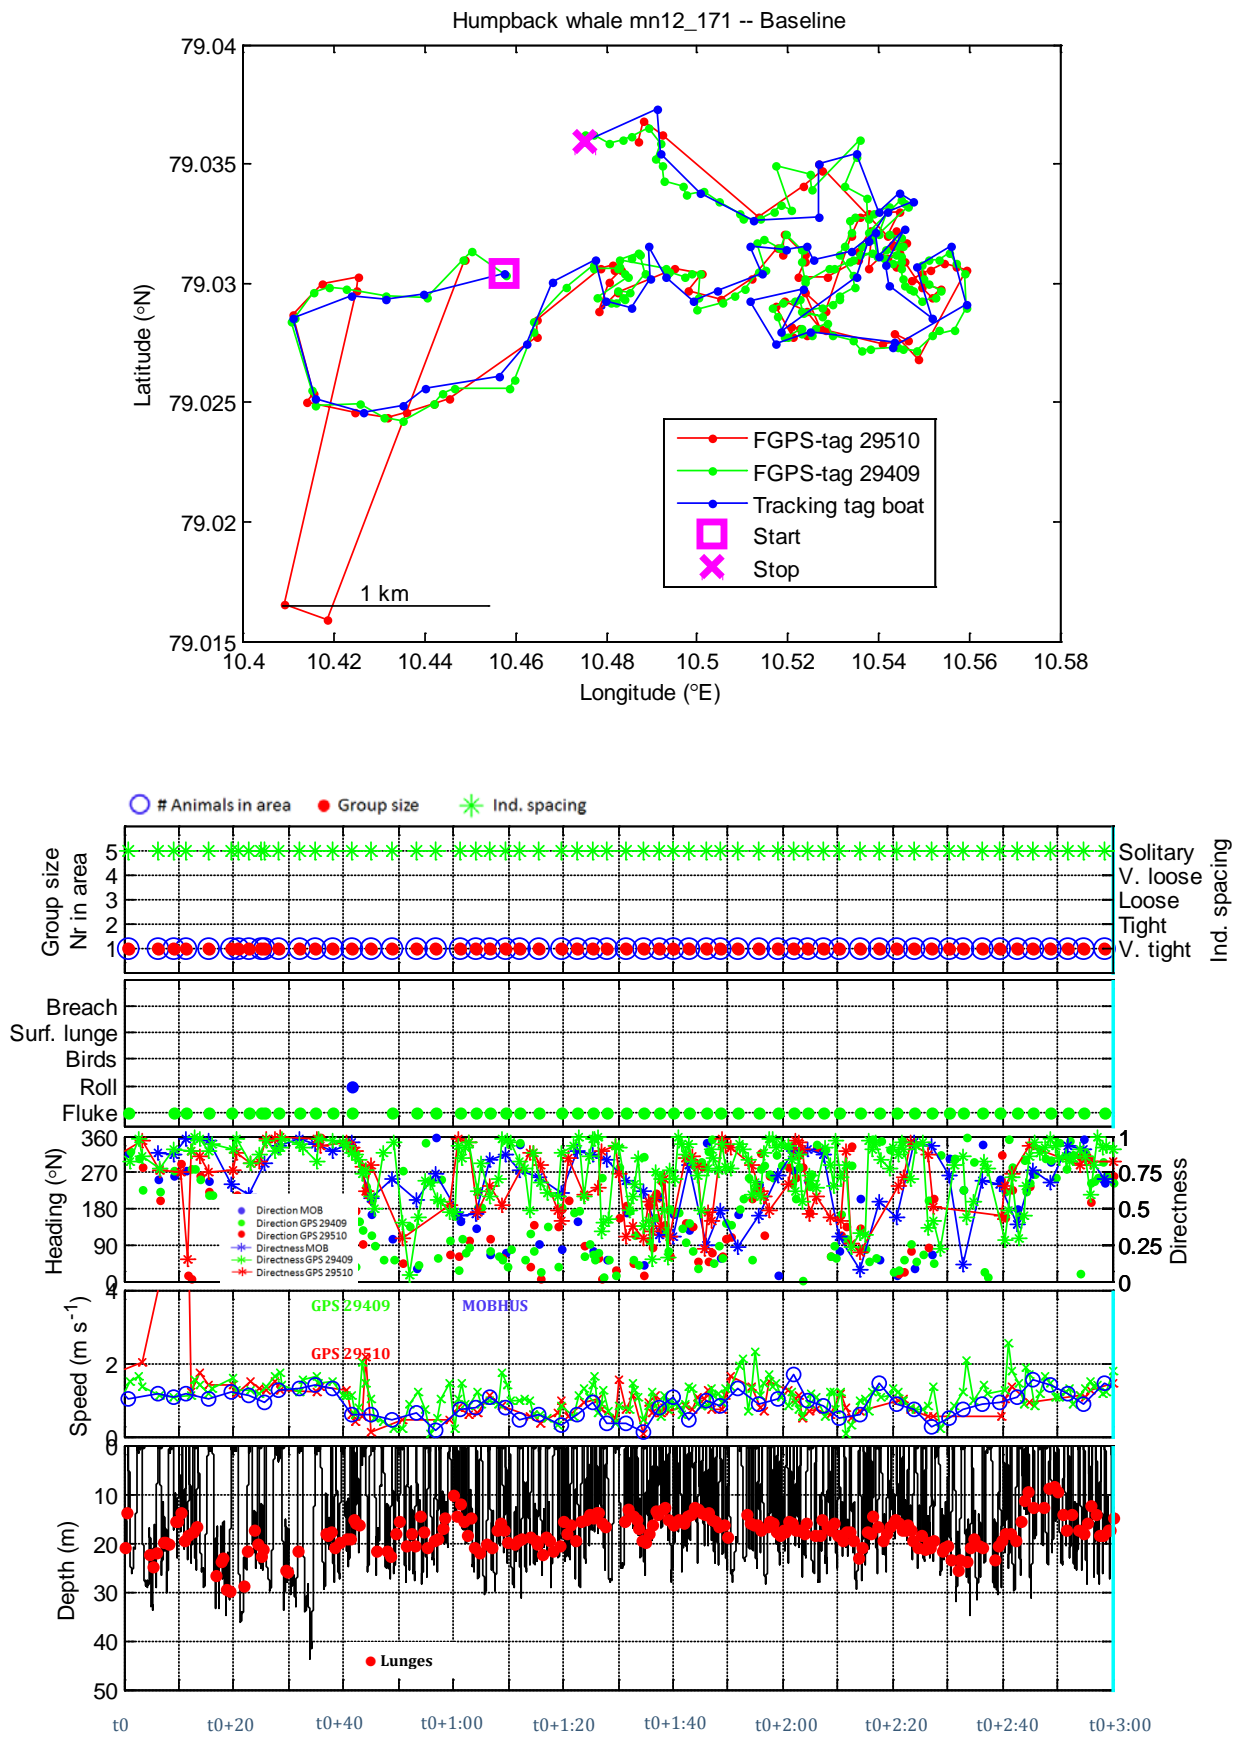 Humpback whale mn12_171 -- Baseline
79.04
79.035
79.03
79.025
79.02
79.015
Latitude (°N)
FGPS-tag 29510
FGPS-tag 29409
Tracking tag boat
Start
Stop
1 km
10.4 10.42 10.44 10.46 10.48 10.5 10.52 10.54 10.56 10.58
Longitude (°E)
# Animals in area Group size Ind. spacing
Group size
Nr in area
5
4
3
2
1
Solitary
V. loose
Loose
Tight
V. tight
Ind. spacing
Breach
Surf. lunge
Birds
Roll
Fluke
Heading (°N)
360
270
180
90
0
Direction MOB
Direction GPS 29409
Direction GPS 29510
Directness MOB
Directness GPS 29409
Directness GPS 29510
1
0.75
0.5
0.25
0
Directness
Speed (m s-1)
4
2
0
GPS 29409 MOBHUS
GPS 29510
Depth (m)
0
10
20
30
40
50
Lunges
t0 t0+20 t0+40 t0+1:00 t0+1:20 t0+1:40 t0+2:00 t0+2:20 t0+2:40 t0+3:00